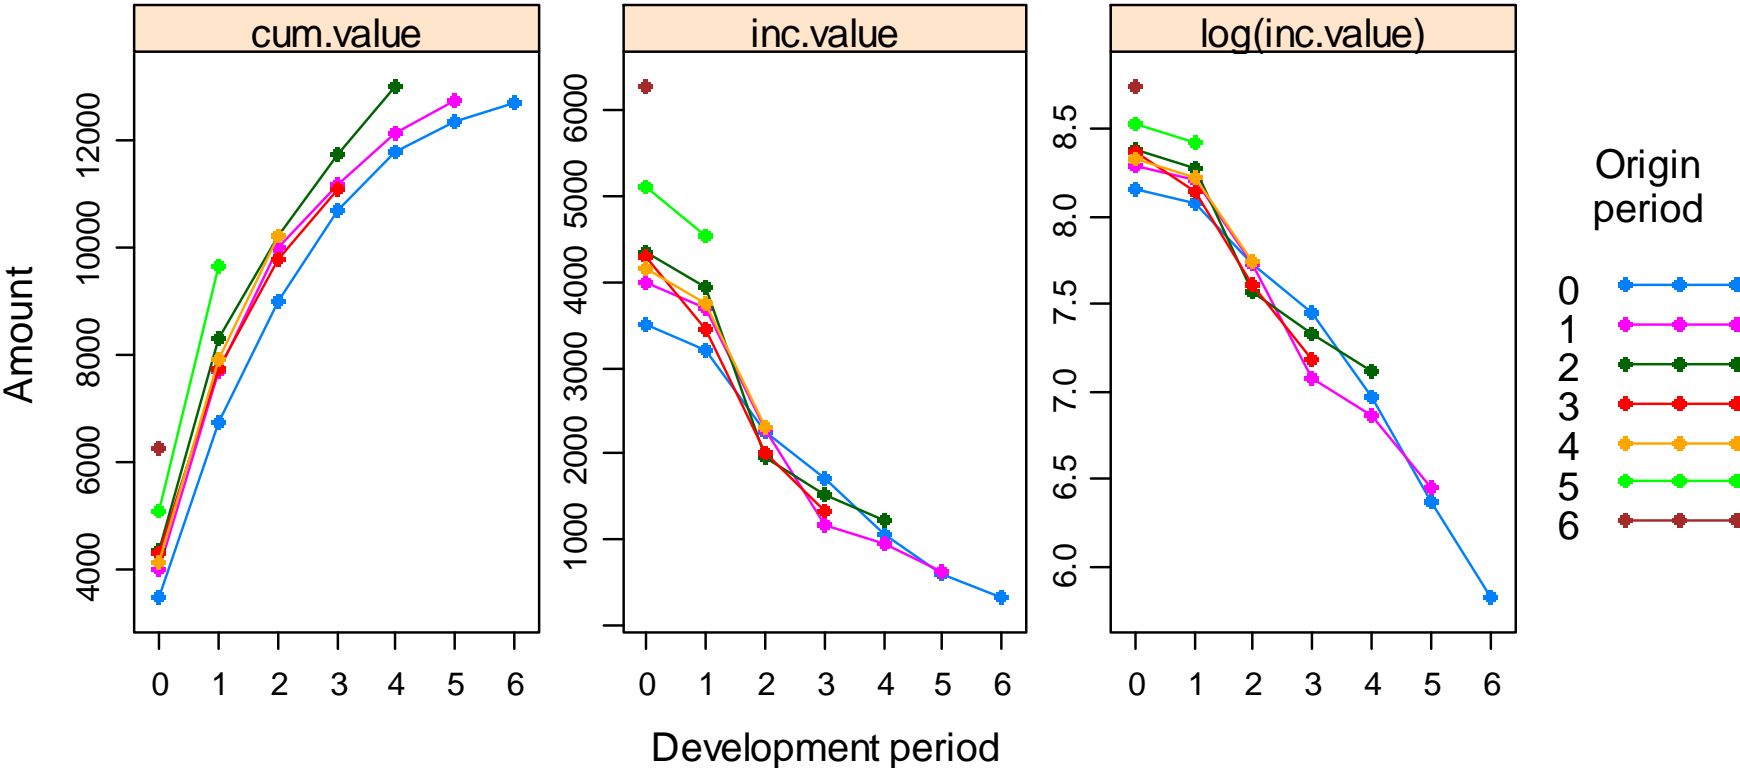 cum.value
inc.value
log(inc.value)
Amount
4000 6000 8000 10000 12000
1000 2000 3000 4000 5000 6000
6.0 6.5 7.0 7.5 8.0 8.5
0 1 2 3 4 5 6
0 1 2 3 4 5 6
0 1 2 3 4 5 6
Development period
Origin
period
0
1
2
3
4
5
6